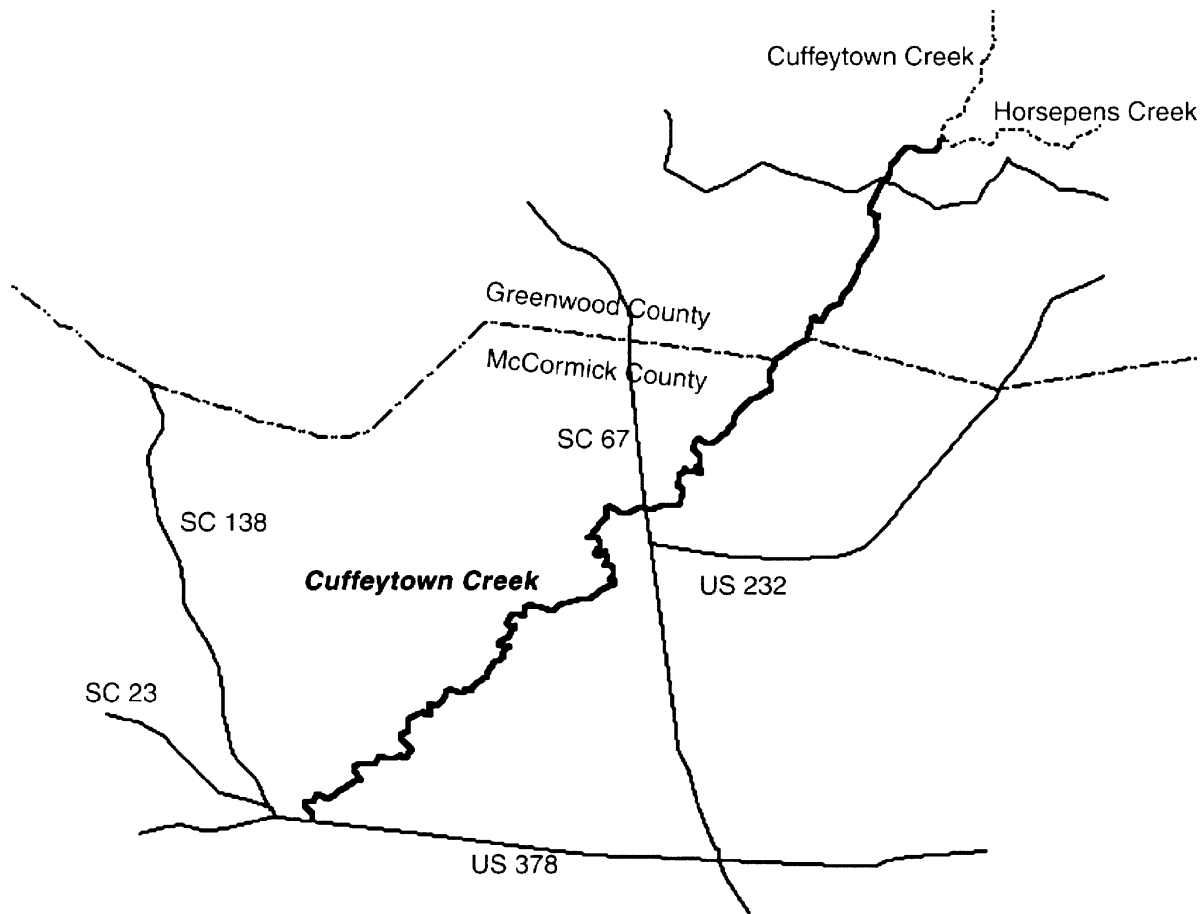 Cuffeytown Creek
Horsepens Creek
Greenwood County
McCormick County
SC 67
SC 138
Cuffeytown Creek
US 232
SC 23
US 378